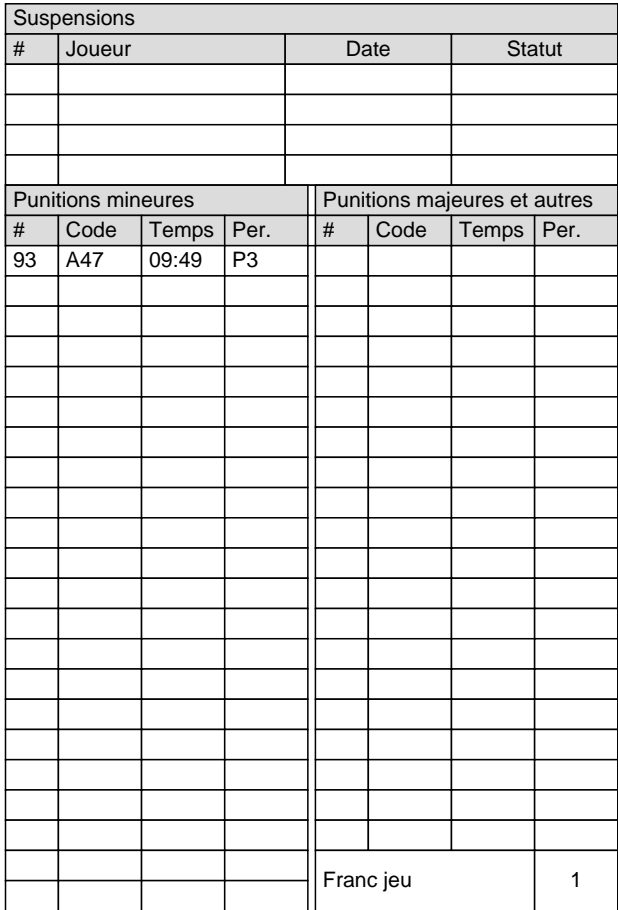 Suspensions
# Joueur Date Statut
Punitions mineures Punitions majeures et autres
# Code Temps Per. # Code Temps Per.
93 A47 09:49 P3
Franc jeu 1